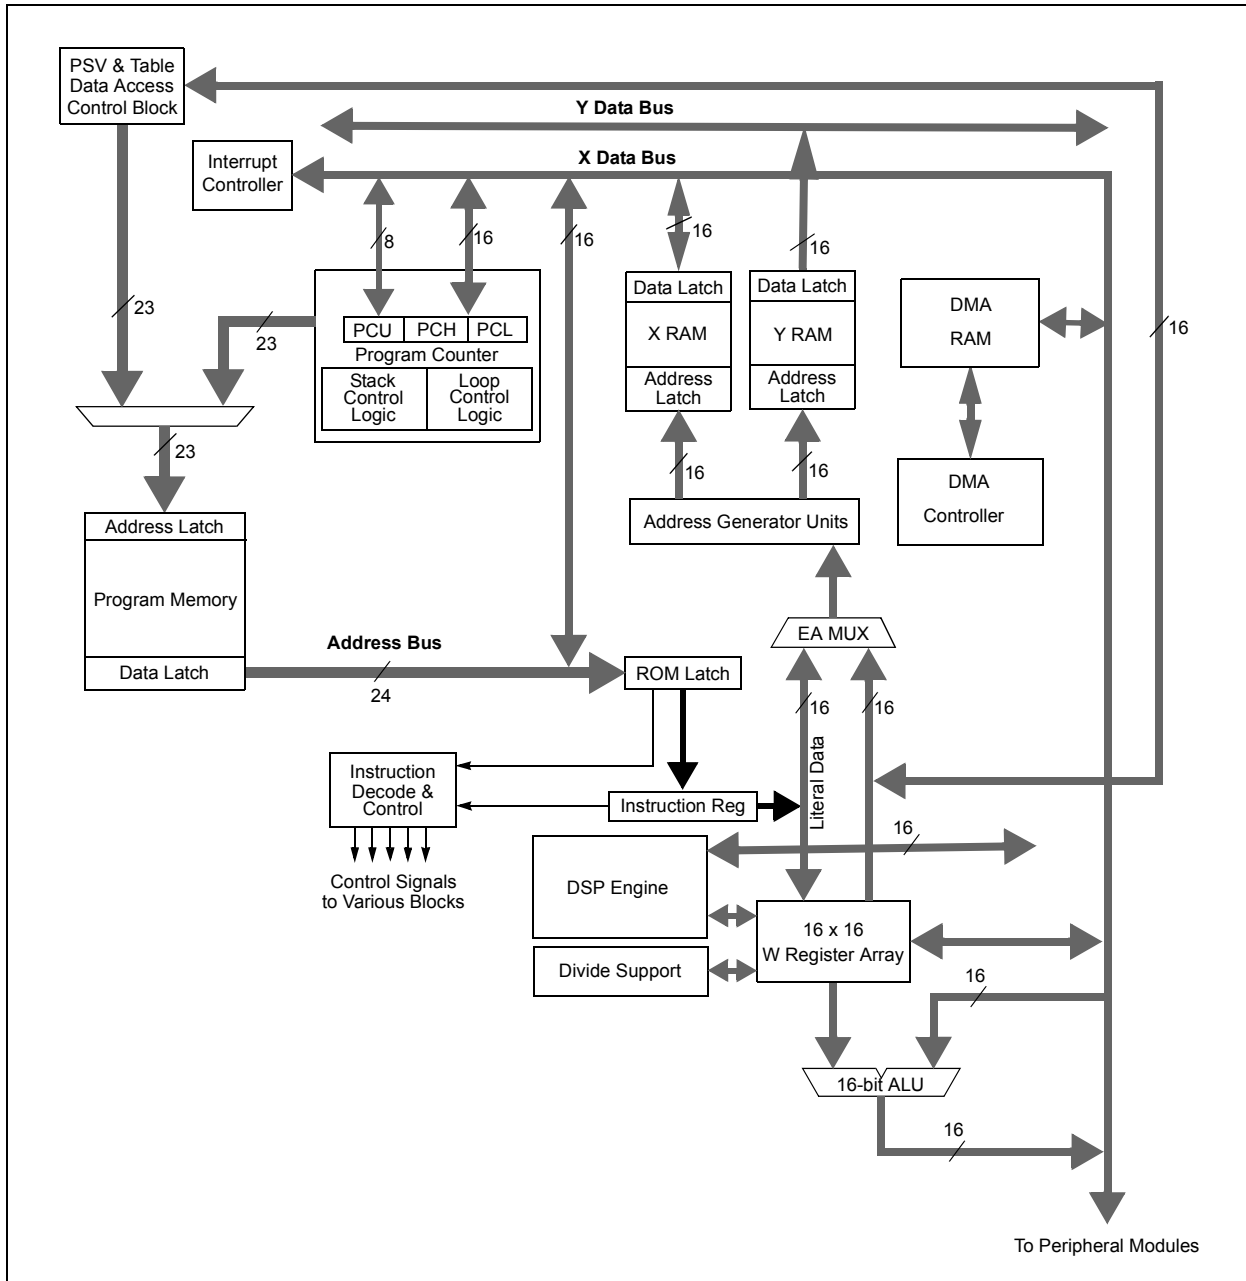 PSV & Table
Data Access
Control Block
Y Data Bus
Interrupt
Controller
X Data Bus
8
16
16
16
16
23
23
16
PCU
PCH
PCL
Program Counter
Stack
Control
Logic
Loop
Control
Logic
Data Latch
X RAM
Address
Latch
Data Latch
Y RAM
Address
Latch
DMA
RAM
23
16
16
DMA
Controller
Address Latch
Program Memory
Data Latch
Address Generator Units
EA MUX
Address Bus
24
ROM Latch
16
16
Literal Data
Instruction
Decode &
Control
Instruction Reg
Control Signals
to Various Blocks
16
DSP Engine
16 x 16
W Register Array
Divide Support
16
16-bit ALU
16
To Peripheral Modules